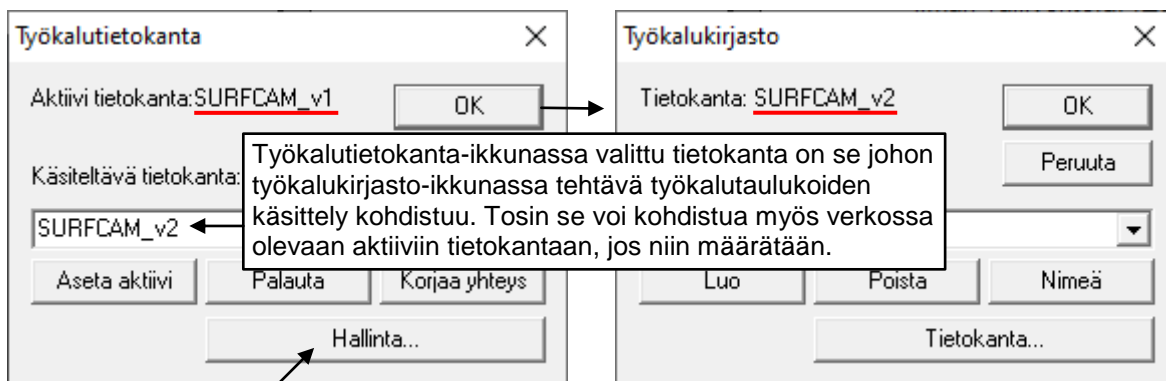 Työkalutietokanta
Aktiivi tietokanta:SURFCAM_v1
OK
Käsiteltävä tietokanta:
SURFCAM_v2
Aseta aktiivi
Palauta
Korjaa yhteys
Hallinta...
Työkalutietokanta-ikkunassa valittu tietokanta on se johon
työkalukirjasto-ikkunassa tehtävä työkalutaulukoiden
käsittely kohdistuu. Tosin se voi kohdistua myös verkossa
olevaan aktiiviin tietokantaan, jos niin määrätään.
Työkalukirjasto
Tietokanta: SURFCAM_v2
OK
Peruuta
Luo
Poista
Nimeä
Tietokanta...